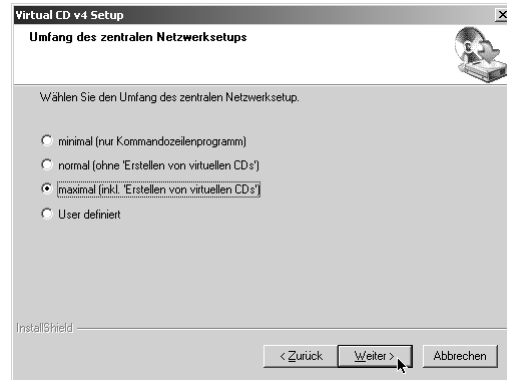 Virtual CD v4 Setup
Umfang des zentralen Netzwerksetups
Wählen Sie den Umfang des zentralen Netzwerksetup.
minimal (nur Kommandozeilenprogramm)
normal (ohne 'Erstellen von virtuellen CDs')
maximal (inkl. 'Erstellen von virtuellen CDs')
User definiert
InstallShield
< Zurück Weiter > Abbrechen